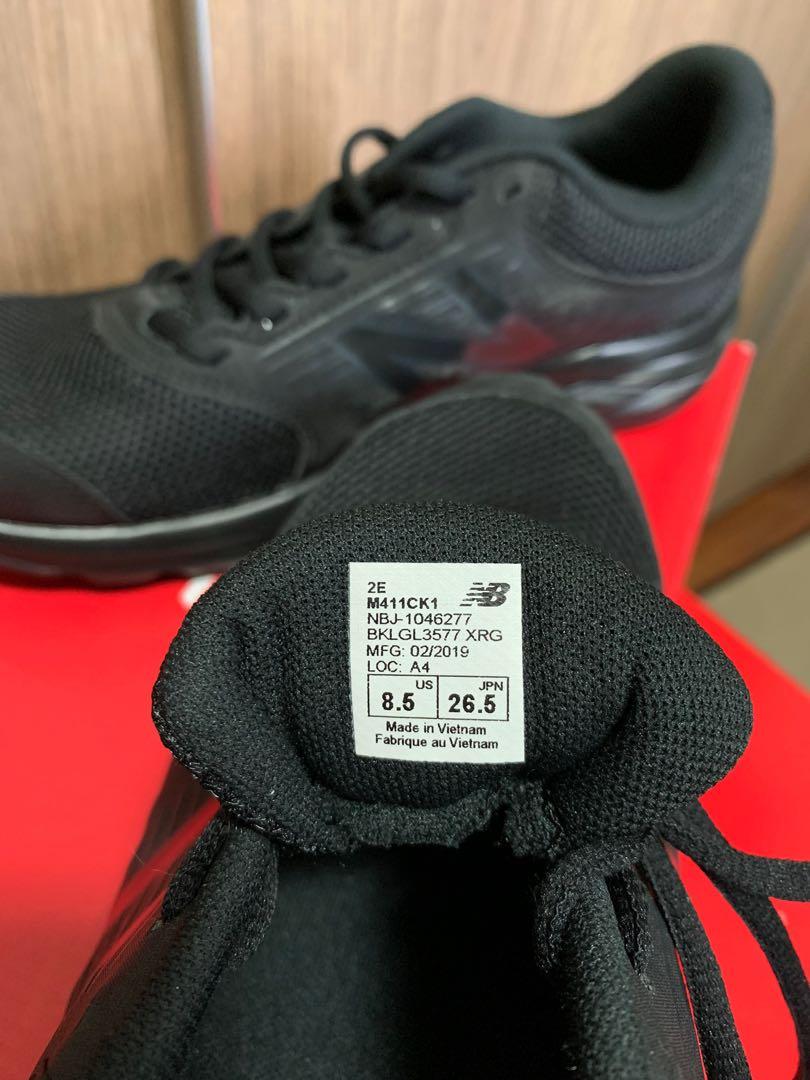 2E
M411CK1 NB
NBJ-1046277
BKLGL3577 XRG
MFG: 02/2019
LOC: A4
US JPN
8.5 26.5
Made in Vietnam
Fabrique au Vietnam